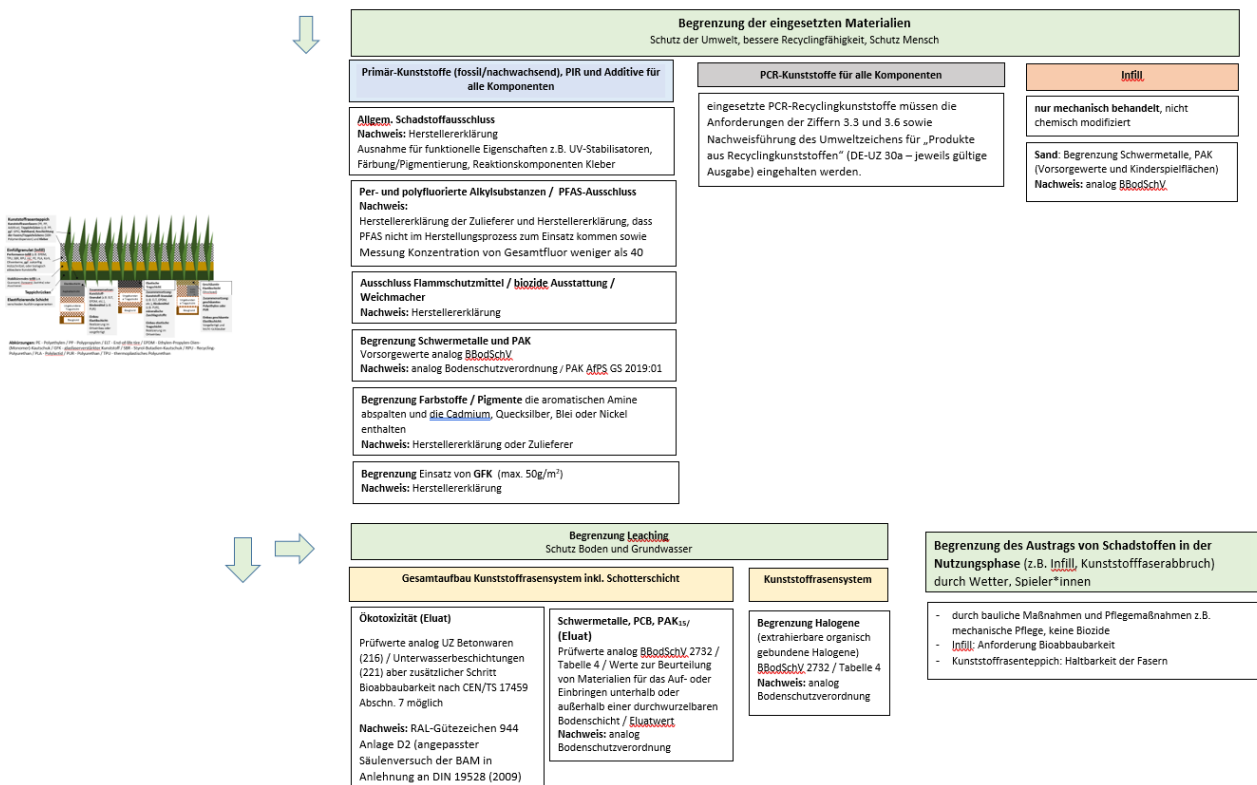 Begrenzung der eingesetzten Materialien
Schutz der Umwelt, bessere Recyclingfähigkeit, Schutz Mensch
Primär-Kunststoffe (fossil/nachwachsend), PIR und Additive für
alle Komponenten
Allgem. Schadstoffausschluss
Nachweis: Herstellererklärung
Ausnahme für funktionelle Eigenschaften z.B. UV-Stabilisatoren,
Färbung/Pigmentierung, Reaktionskomponenten Kleber
Per- und polyfluorierte Alkylsubstanzen / PFAS-Ausschluss
Nachweis:
Herstellererklärung der Zulieferer und Herstellererklärung, dass
PFAS nicht im Herstellungsprozess zum Einsatz kommen sowie
Messung Konzentration von Gesamtfluor weniger als 40
Ausschluss Flammschutzmittel / biozide Ausstattung /
Weichmacher
Nachweis: Herstellererklärung
Begrenzung Schwermetalle und PAK
Vorsorgewerte analog BBodSchV
Nachweis: analog Bodenschutzverordnung / PAK AfPS GS 2019:01
Begrenzung Farbstoffe / Pigmente die aromatischen Amine
abspalten und die Cadmium, Quecksilber, Blei oder Nickel
enthalten
Nachweis: Herstellererklärung oder Zulieferer
Begrenzung Einsatz von GFK (max. 50g/m²)
Nachweis: Herstellererklärung
PCR-Kunststoffe für alle Komponenten
eingesetzte PCR-Recyclingkunststoffe müssen die
Anforderungen der Ziffern 3.3 und 3.6 sowie
Nachweisführung des Umweltzeichens für „Produkte
aus Recyclingkunststoffen“ (DE-UZ 30a – jeweils gültige
Ausgabe) eingehalten werden.
Infill
nur mechanisch behandelt, nicht
chemisch modifiziert
Sand: Begrenzung Schwermetalle, PAK
(Vorsorgewerte und Kinderspielflächen)
Nachweis: analog BBodSchV
Kunststoffrasenteppich
Teppichrücken
Elastifizierende Schicht
Begrenzung Leaching
Schutz Boden und Grundwasser
Gesamtaufbau Kunststoffrasensystem inkl. Schotterschicht
Ökotoxizität (Eluat)
Prüfwerte analog UZ Betonwaren
(216) / Unterwasserbeschichtungen
(221) aber zusätzlicher Schritt
Bioabbaubarkeit nach CEN/TS 17459
Abschn. 7 möglich
Nachweis: RAL-Gütezeichen 944
Anlage D2 (angepasster
Säulenversuch der BAM in
Anlehnung an DIN 19528 (2009)
Schwermetalle, PCB, PAK15/
(Eluat)
Prüfwerte analog BBodSchV 2732 /
Tabelle 4 / Werte zur Beurteilung
von Materialien für das Auf- oder
Einbringen unterhalb oder
außerhalb einer durchwurzelbaren
Bodenschicht / Eluatwert
Nachweis: analog
Bodenschutzverordnung
Kunststoffrasensystem
Begrenzung Halogene
(extrahierbare organisch
gebundene Halogene)
BBodSchV 2732 / Tabelle 4
Nachweis: analog
Bodenschutzverordnung
Begrenzung des Austrags von Schadstoffen in der
Nutzungsphase (z.B. Infill, Kunststofffaserabbruch)
durch Wetter, Spieler*innen
- durch bauliche Maßnahmen und Pflegemaßnahmen z.B.
mechanische Pflege, keine Biozide
- Infill: Anforderung Bioabbaubarkeit
- Kunststoffrasenteppich: Haltbarkeit der Fasern